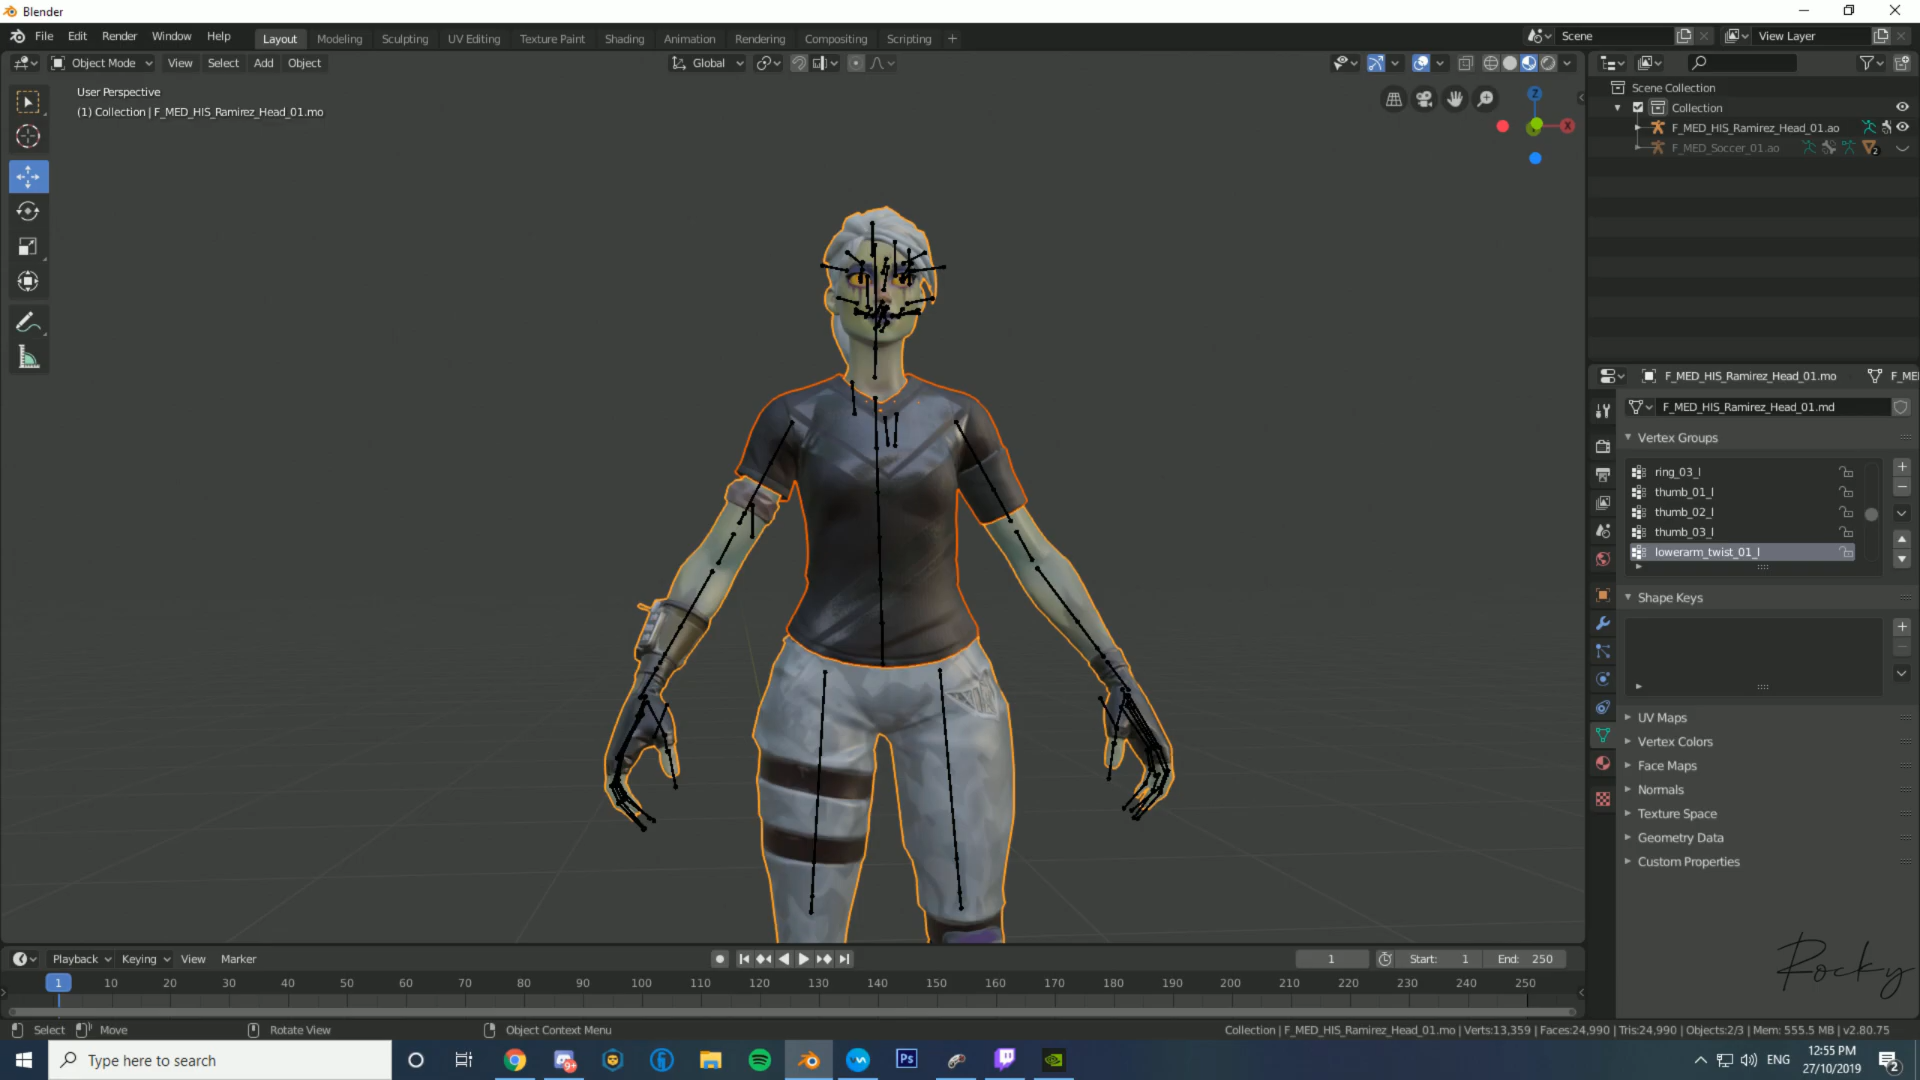 Blender
File Edit Render Window Help Layout Modeling Sculpting UV Editing Texture Paint Shading Animation Rendering Compositing Scripting + Scene View Layer
Object Mode View Select Add Object Global
User Perspective
(1) Collection | F_MED_HIS_Ramirez_Head_01.mo
Z
X
Scene Collection
Collection
F_MED_HIS_Ramirez_Head_01.ao
F_MED_Soccer_01.ao 2
F_MED_HIS_Ramirez_Head_01.mo F_ME
F_MED_HIS_Ramirez_Head_01.md
Vertex Groups
ring_03_l
thumb_01_l
thumb_02_l
thumb_03_l
lowerarm_twist_01_l
Shape Keys
UV Maps
Vertex Colors
Face Maps
Normals
Texture Space
Geometry Data
Custom Properties
Rocky
Playback Keying View Marker 1 Start: 1 End: 250
1 10 20 30 40 50 60 70 80 90 100 110 120 130 140 150 160 170 180 190 200 210 220 230 240 250
Select Move Rotate View Object Context Menu Collection | F_MED_HIS_Ramirez_Head_01.mo | Verts:13,359 | Faces:24,990 | Tris:24,990 | Objects:2/3 | Mem: 555.5 MB | v2.80.75
Type here to search Ps ENG 12:55 PM
27/10/2019 2